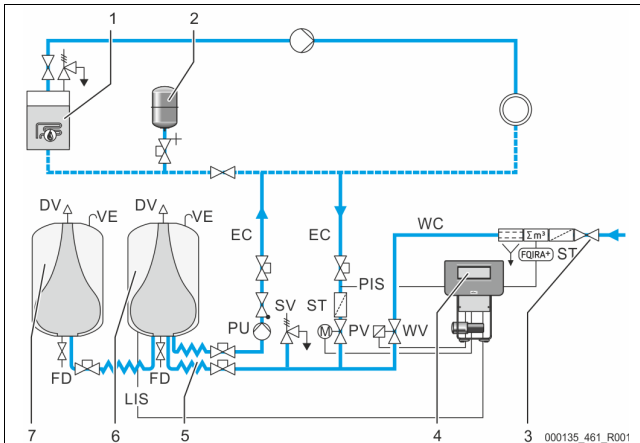 1
2
DV
VE
DV
VE
EC
EC
WC
Σm³
FQIRA+
ST
PIS
SV
ST
PU
M
PV
WV
FD
FD
LIS
7
6
5
4
3
000135_461_R001